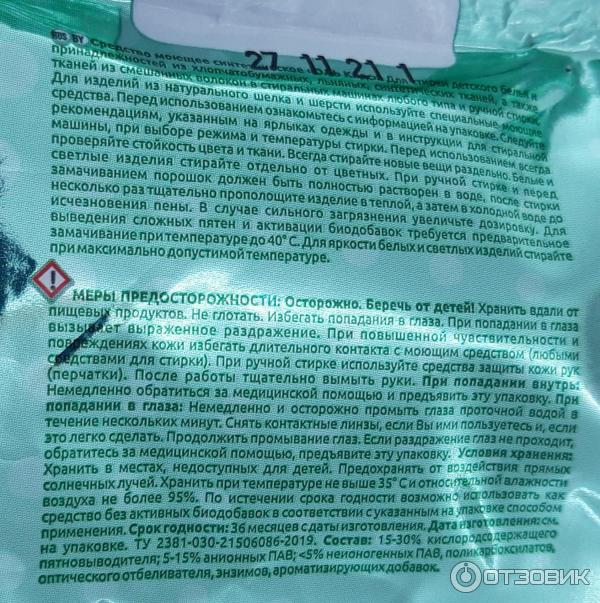 27 11 21 1
RUS BY Средство моющее Для стирки детского белья и
принадлежностей из хлопчатобумажных, льняных, синтетических тканей, а также
тканей из смешанных волокон в стиральных машинах любого типа и ручной стирки.
Для изделий из натурального шелка и шерсти используйте специальные моющие
средства. Перед использованием ознакомьтесь с информацией на упаковке. Следуйте
рекомендациям, указанным на ярлыках одежды и в инструкции для стиральной
машины, при выборе режима и температуры стирки. Перед использованием всегда
проверяйте стойкость цвета и ткани. Всегда стирайте новые вещи раздельно. Белые и
светлые изделия стирайте отдельно от цветных. При ручной стирке и перед
замачиванием порошок должен быть полностью растворен в воде, после стирки
несколько раз тщательно прополощите изделие в теплой, а затем в холодной воде до
исчезновения пены. В случае сильного загрязнения увеличьте дозировку. Для
выведения сложных пятен и активации биодобавок требуется предварительное
замачивание при температуре до 40° С. Для яркости белых и светлых изделий стирайте
при максимально допустимой температуре.
МЕРЫ ПРЕДОСТОРОЖНОСТИ: Осторожно. Беречь от детей! Хранить вдали от
пищевых продуктов. Не глотать. Избегать попадания в глаза. При попадании в глаза
вызывает выраженное раздражение. При повышенной чувствительности и
повреждениях кожи избегать длительного контакта с моющим средством (любыми
средствами для стирки). При ручной стирке используйте средства защиты кожи рук
(перчатки). После работы тщательно вымыть руки. При попадании внутрь:
Немедленно обратиться за медицинской помощью и предъявить эту упаковку. При
попадании в глаза: Немедленно и осторожно промыть глаза проточной водой в
течение нескольких минут. Снять контактные линзы, если Вы ими пользуетесь и, если
это легко сделать. Продолжить промывание глаз. Если раздражение глаз не проходит,
обратитесь за медицинской помощью, предъявите эту упаковку. Условия хранения:
Хранить в местах, недоступных для детей. Предохранять от воздействия прямых
солнечных лучей. Хранить при температуре не выше 35° С и относительной влажности
воздуха не более 95%. По истечении срока годности возможно использовать как
средство без активных биодобавок в соответствии с указанным на упаковке способом
применения. Срок годности: 36 месяцев с даты изготовления. Дата изготовления: см.
на упаковке. ТУ 2381-030-21506086-2019. Состав: 15-30% кислородсодержащего
пятновыводителя; 5-15% анионных ПАВ; <5% неионогенных ПАВ, поликарбоксилатов,
оптического отбеливателя, энзимов, ароматизирующих добавок.
ОТЗОВИК